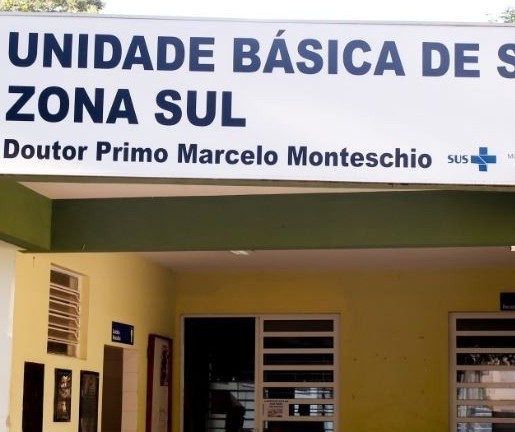 UNIDADE BÁSICA DE S
ZONA SUL
Doutor Primo Marcelo Monteschio
SUS